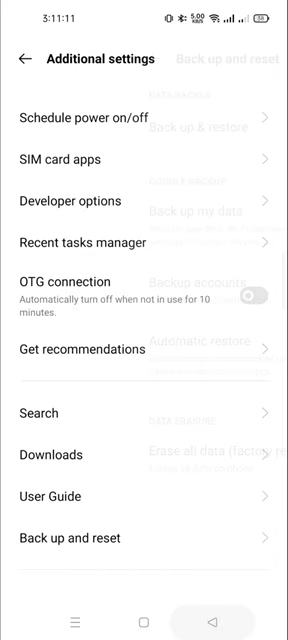 3:11:11
5.00
KB/S
38
Additional settings
Back up and reset
Schedule power on/off
Back up & restore
SIM card apps
Developer options
Back up my data
Recent tasks manager
OTG connection
Backup accounts
Automatically turn off when not in use for 10
minutes.
Get recommendations
Automatic restore
Search
DATA ERASURE
Downloads
Erase all data (factory re
User Guide
Back up and reset